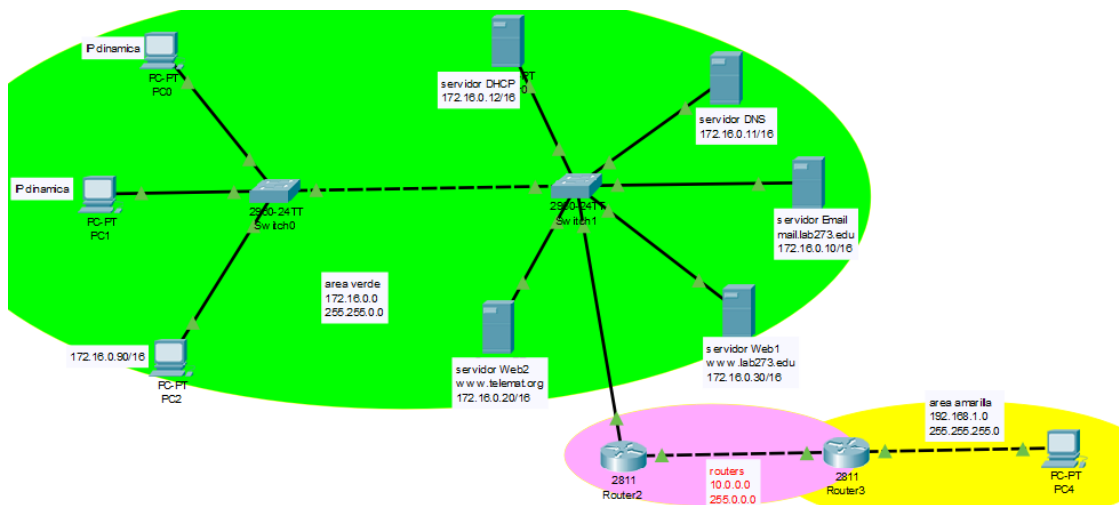 IP dinamica
PC-PT
PC0
servidor DHCP
172.16.0.12/16
servidor DNS
172.16.0.11/16
IP dinamica
PC-PT
PC1
2960-24TT
Switch0
2960-24TT
Switch1
servidor Email
mail.lab273.edu
172.16.0.10/16
area verde
172.16.0.0
255.255.0.0
172.16.0.90/16
PC-PT
PC2
servidor Web2
www.telemat.org
172.16.0.20/16
servidor Web1
www.lab273.edu
172.16.0.30/16
area amarilla
192.168.1.0
255.255.255.0
2811
Router2
routers
10.0.0.0
255.0.0.0
2811
Router3
PC-PT
PC4